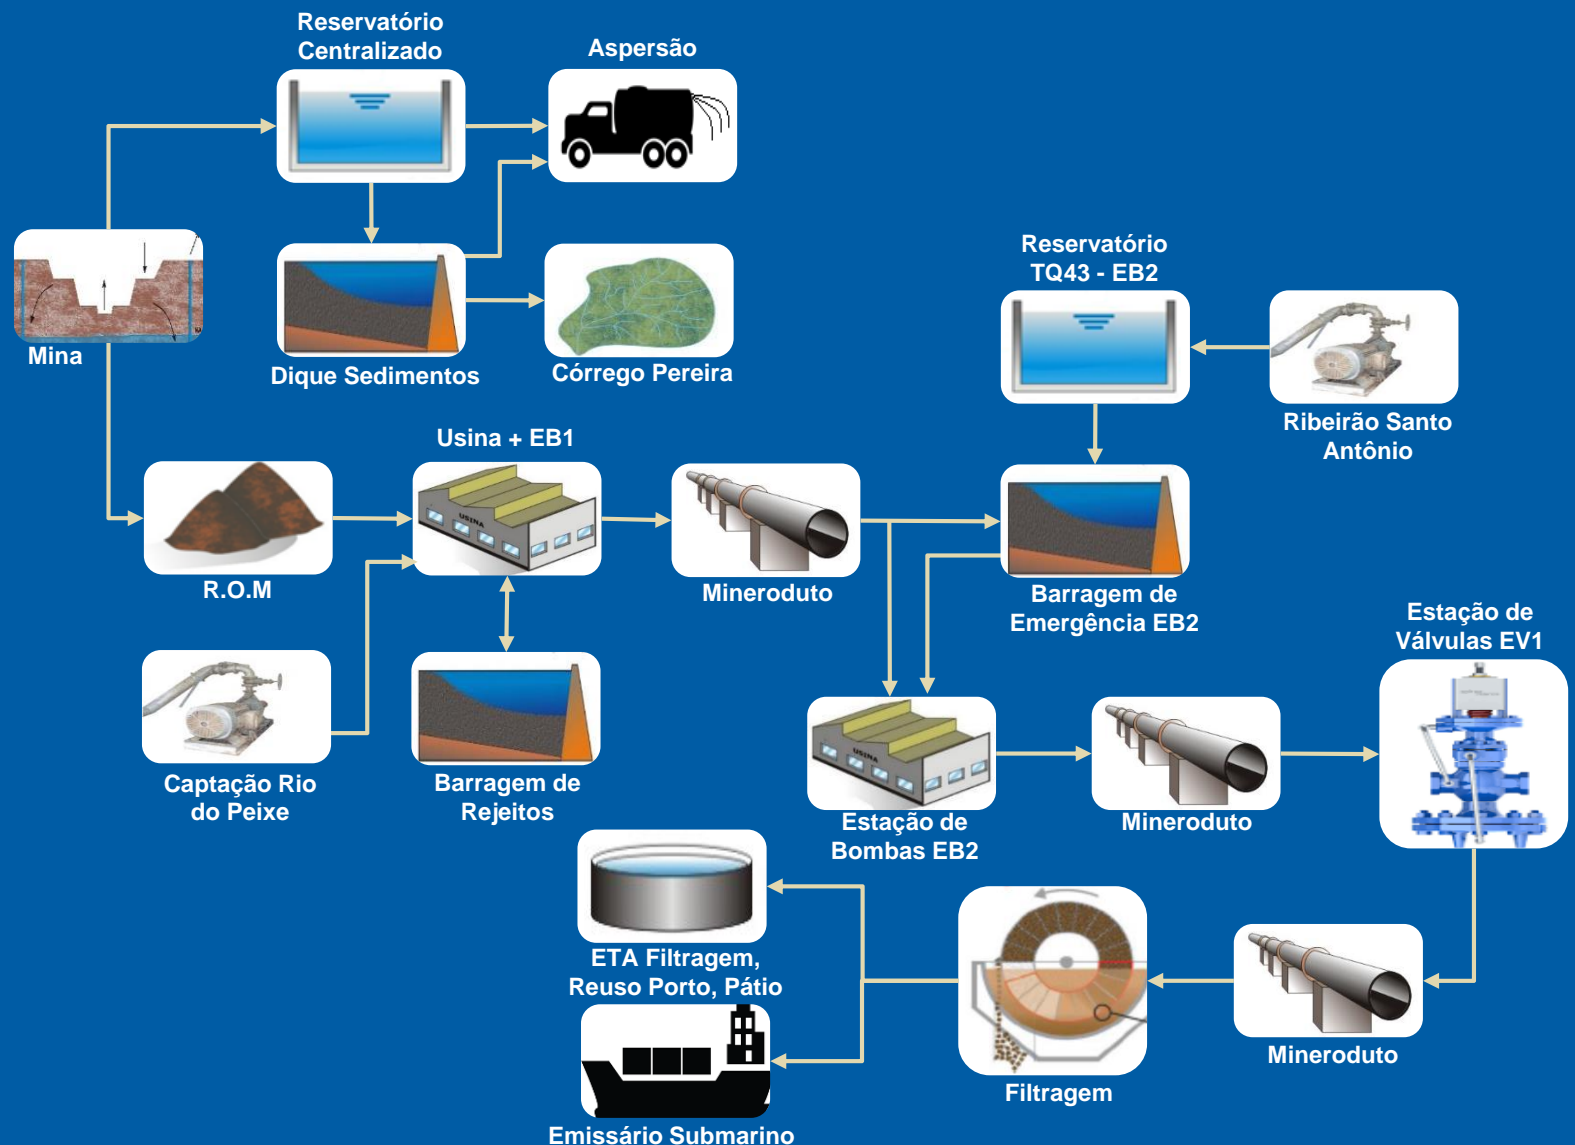 Reservatório
Centralizado
Aspersão
Mina
Dique Sedimentos
Córrego Pereira
Reservatório
TQ43 - EB2
Ribeirão Santo
Antônio
Usina + EB1
USINA
R.O.M
Mineroduto
Barragem de
Emergência EB2
Estação de
Válvulas EV1
Captação Rio
do Peixe
Barragem de
Rejeitos
USINA
Estação de
Bombas EB2
Mineroduto
ETA Filtragem,
Reuso Porto, Pátio
Filtragem
Mineroduto
Emissário Submarino